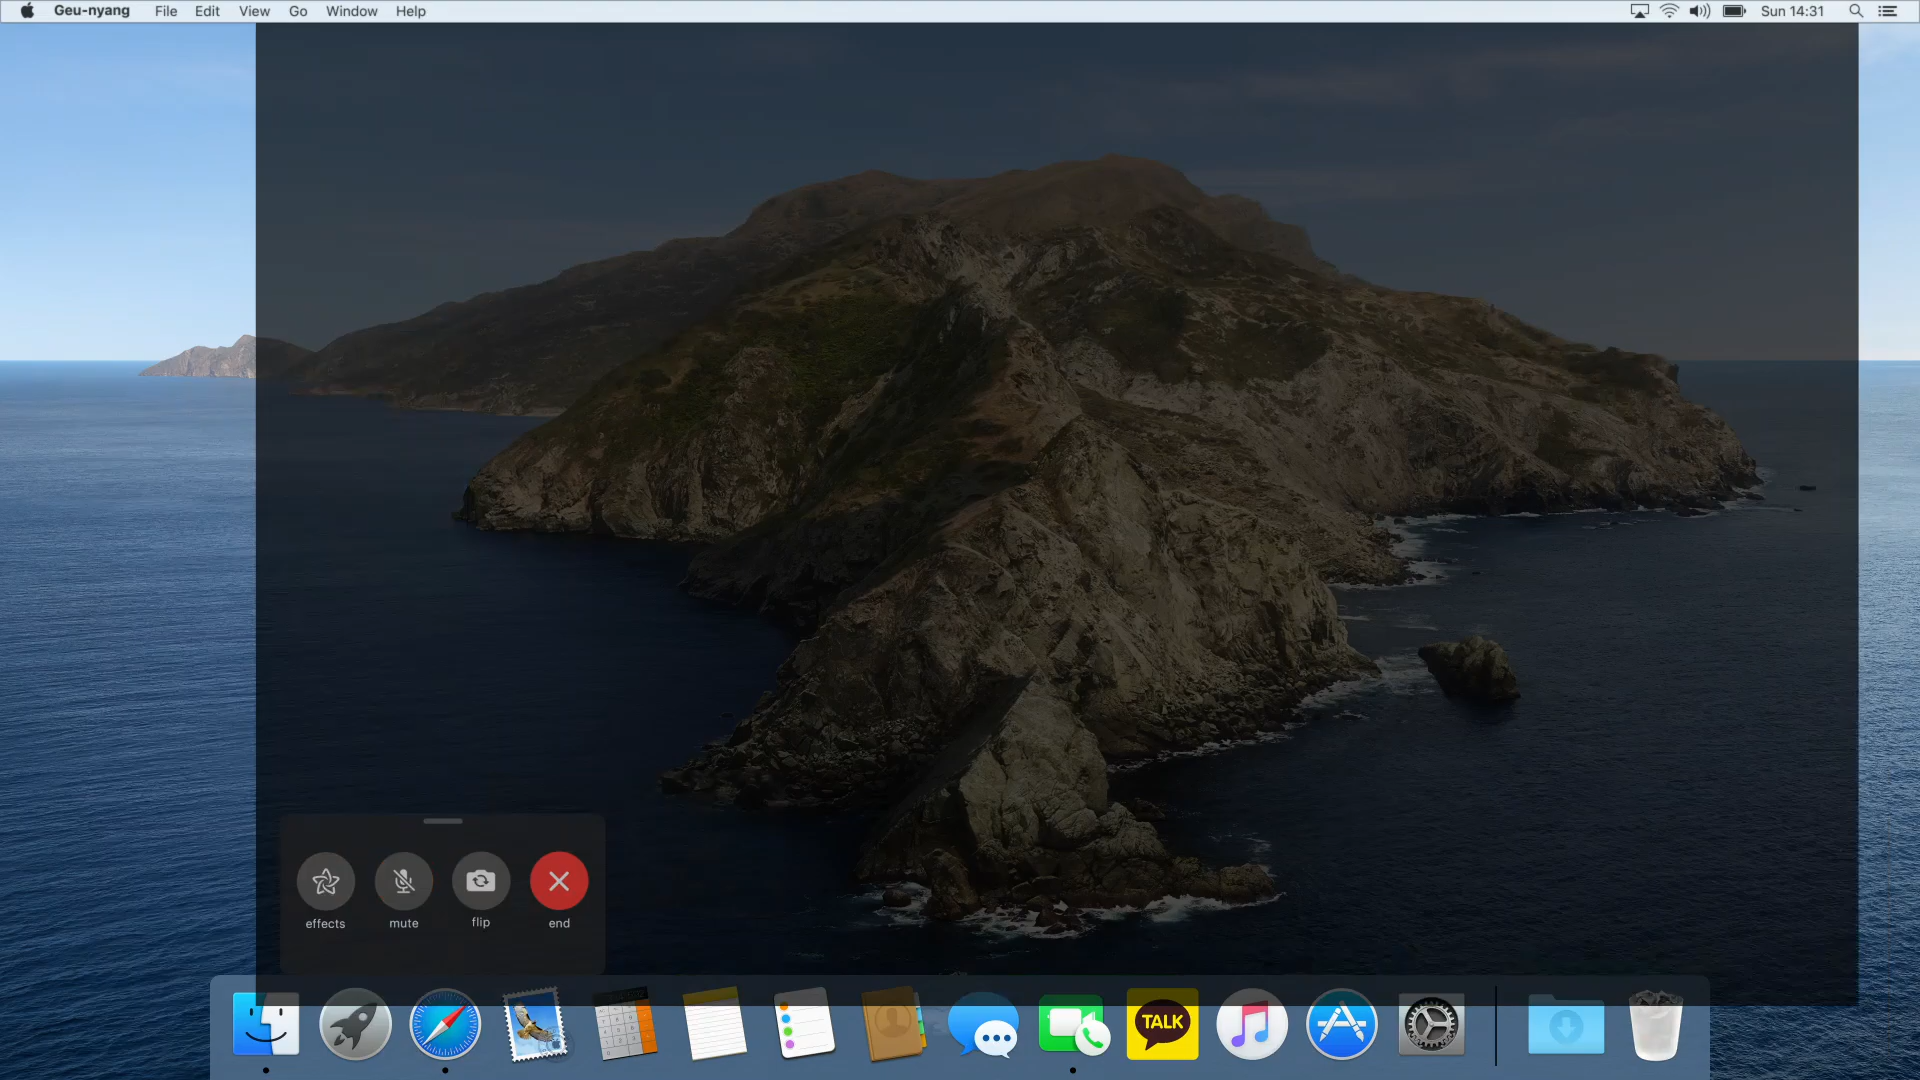 Geu-nyang File Edit View Go Window Help Sun 14:31
effects mute flip end
TALK